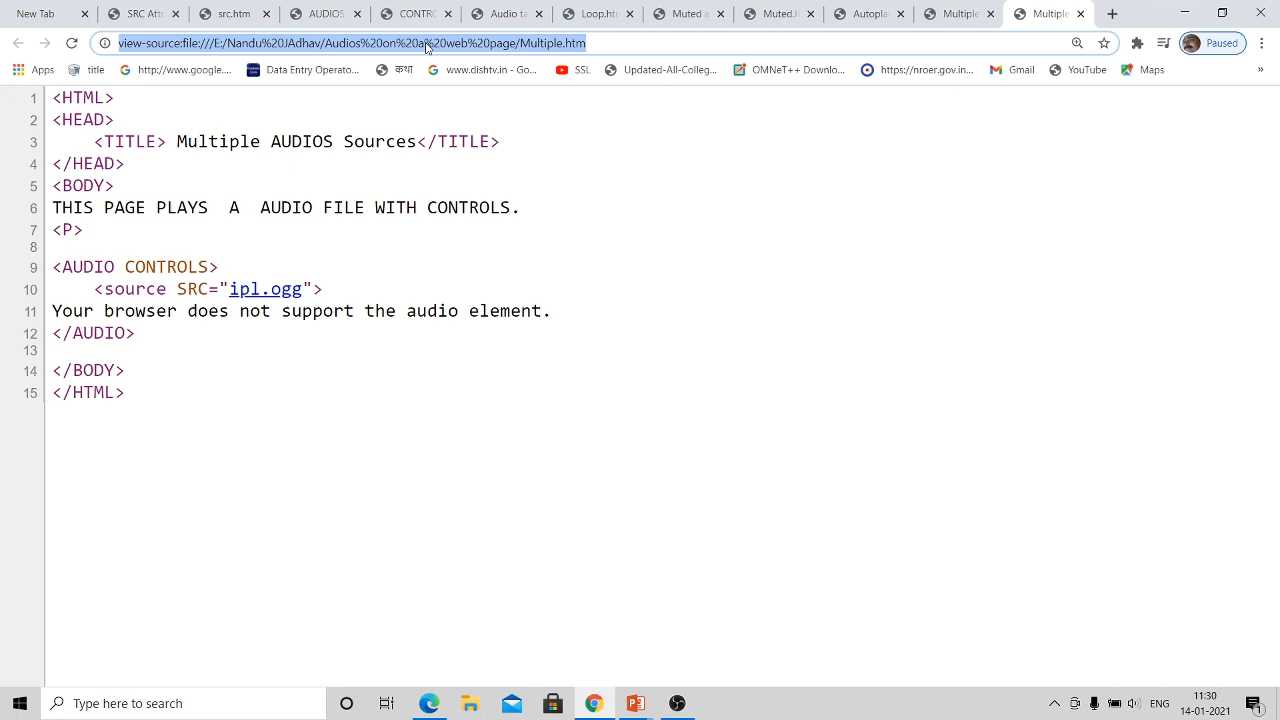 New Tab SRC Attr src.htm AUDIOS CONTRO Audio ta Loop.htm Muted a Muted.h Autopla Multiple Multiple
view-source:file:///E:/Nandu%20JAdhav/Audios%20on%20a%20web%20page/Multiple.htm Paused
Apps title http://www.google... Data Entry Operato... कथा www.dishtv.in - Go... SSL Updated-All-Colleg... OMNeT++ Downlo... https://nroer.gov.in... Gmail YouTube Maps »
1 <HTML>
2 <HEAD>
3 <TITLE> Multiple AUDIOS Sources</TITLE>
4 </HEAD>
5 <BODY>
6 THIS PAGE PLAYS A AUDIO FILE WITH CONTROLS.
7 <P>
8
9 <AUDIO CONTROLS>
10 <source SRC="ipl.ogg">
11 Your browser does not support the audio element.
12 </AUDIO>
13
14 </BODY>
15 </HTML>
Type here to search ENG 11:30
14-01-2021